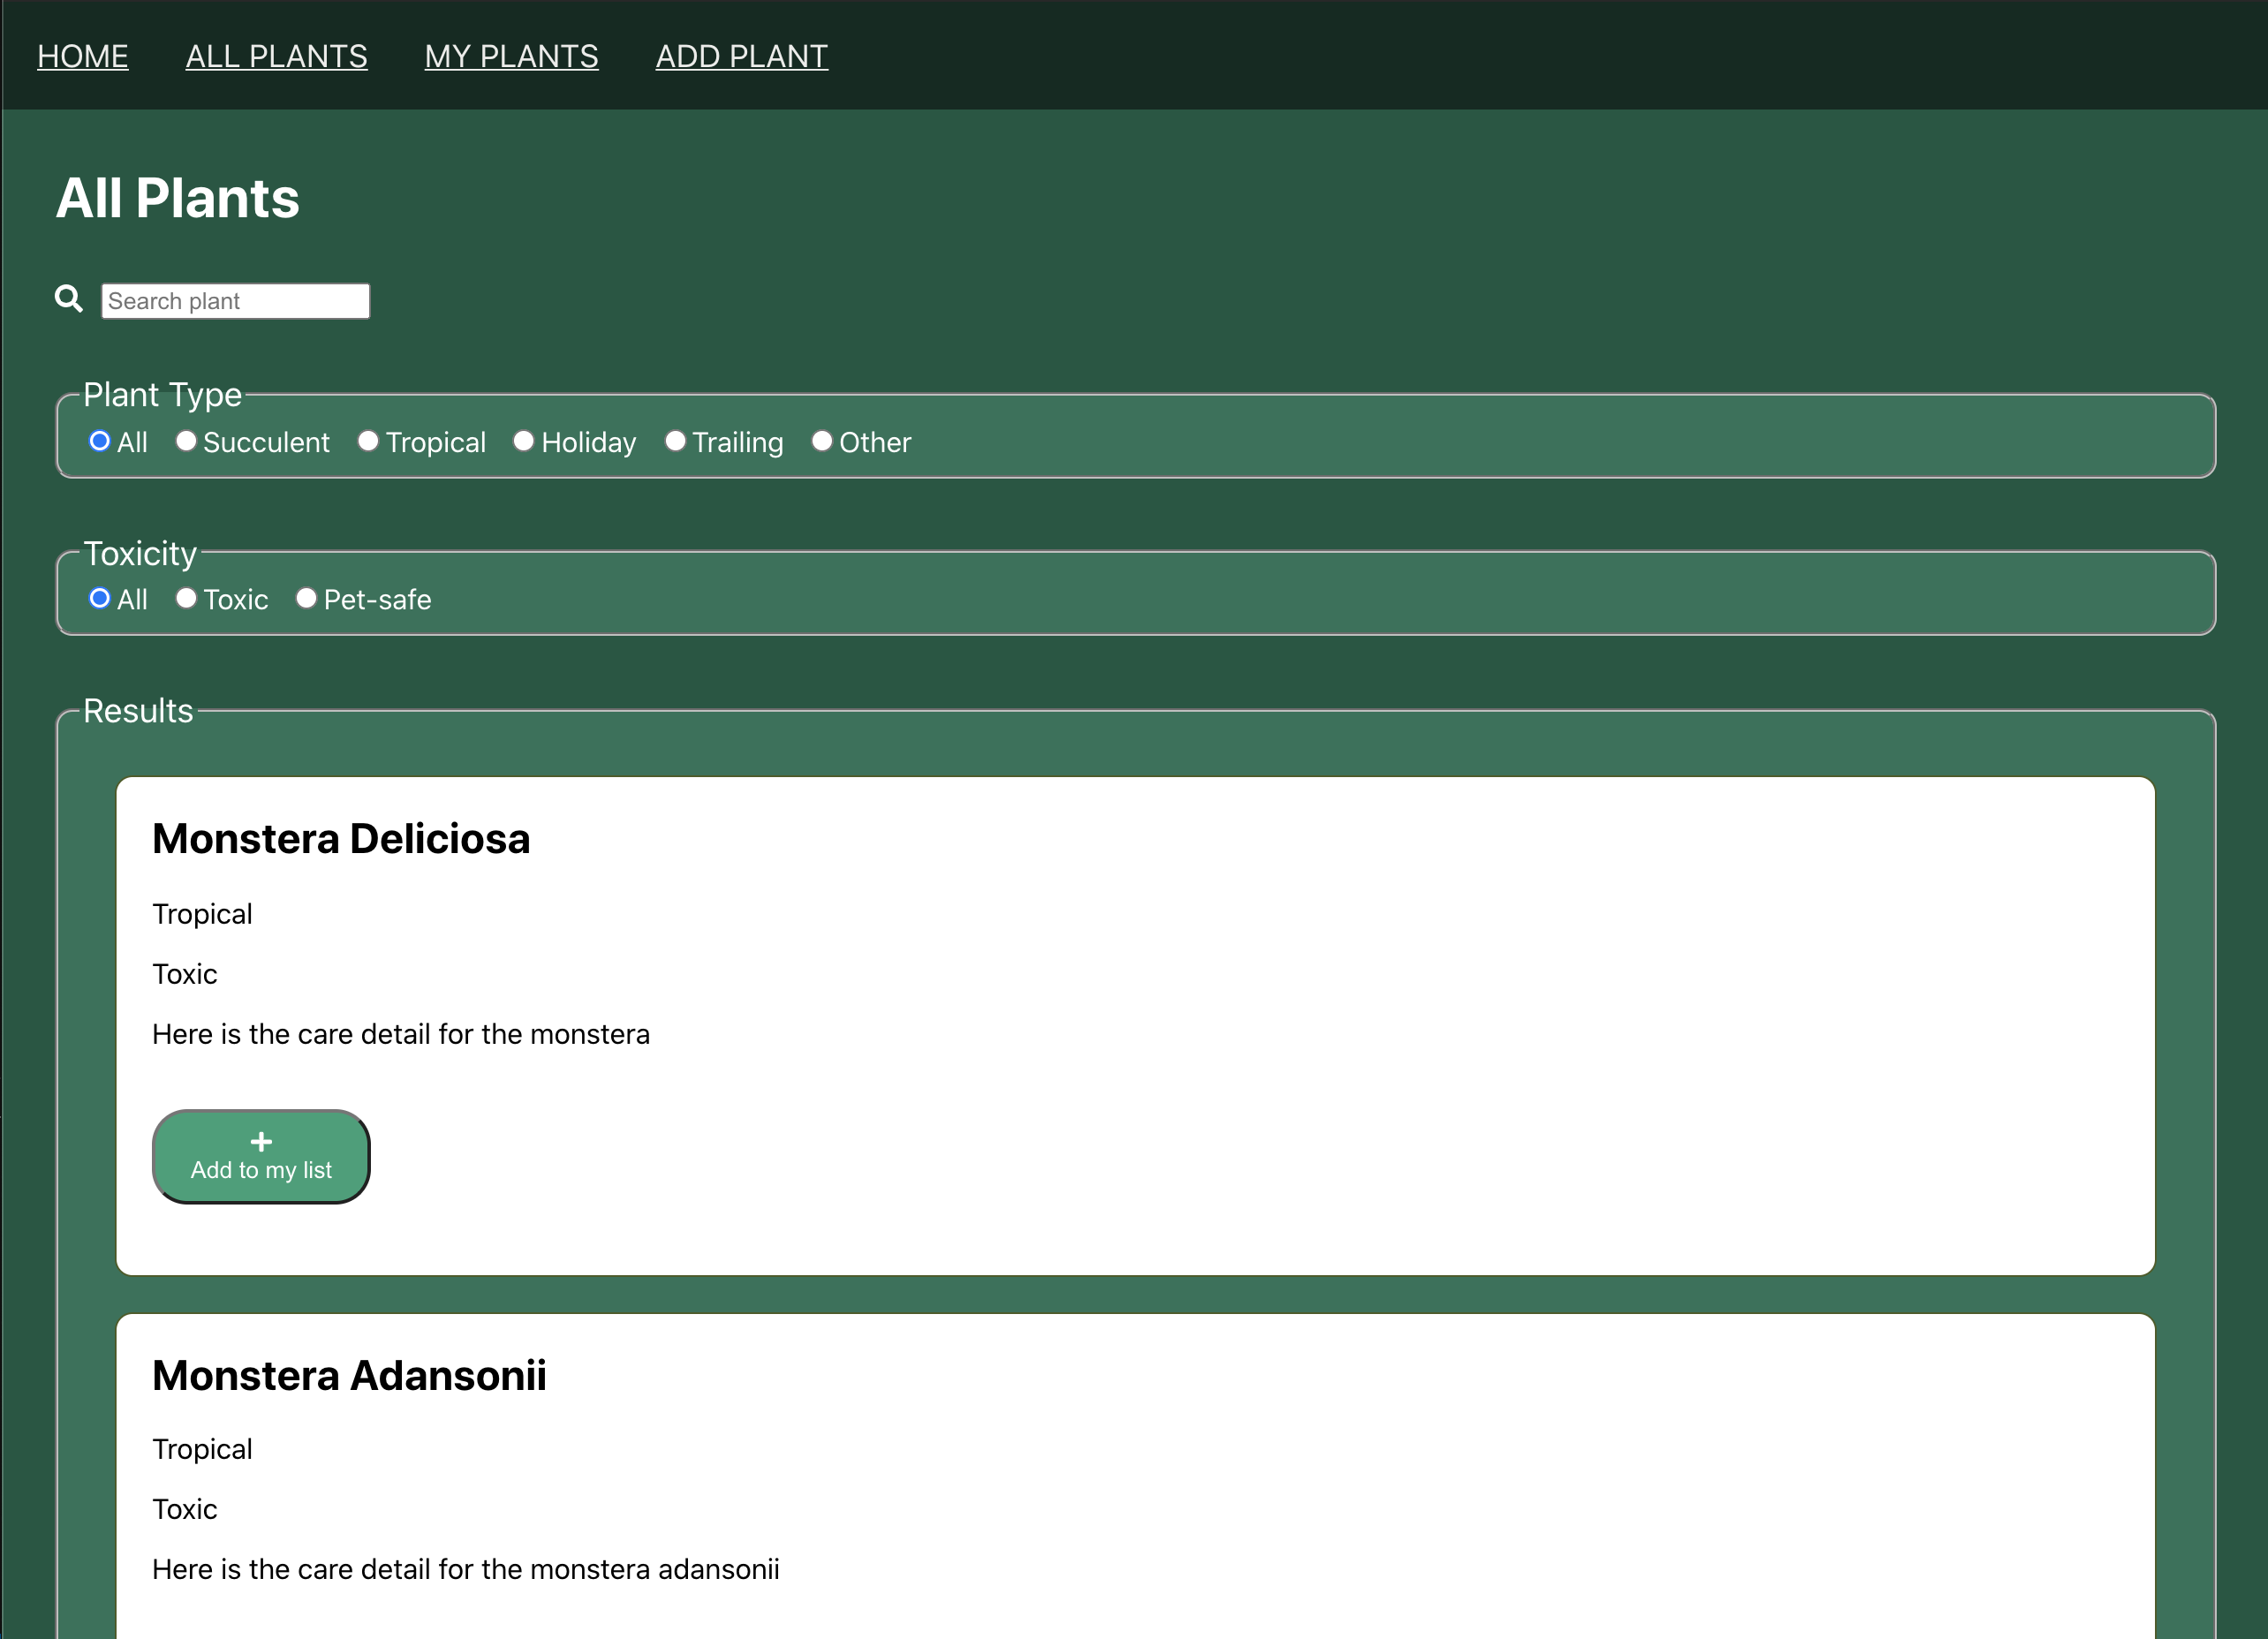 HOME ALL PLANTS MY PLANTS ADD PLANT
All Plants
Search plant
Plant Type
All Succulent Tropical Holiday Trailing Other
Toxicity
All Toxic Pet-safe
Results
Monstera Deliciosa
Tropical
Toxic
Here is the care detail for the monstera
Add to my list
Monstera Adansonii
Tropical
Toxic
Here is the care detail for the monstera adansonii